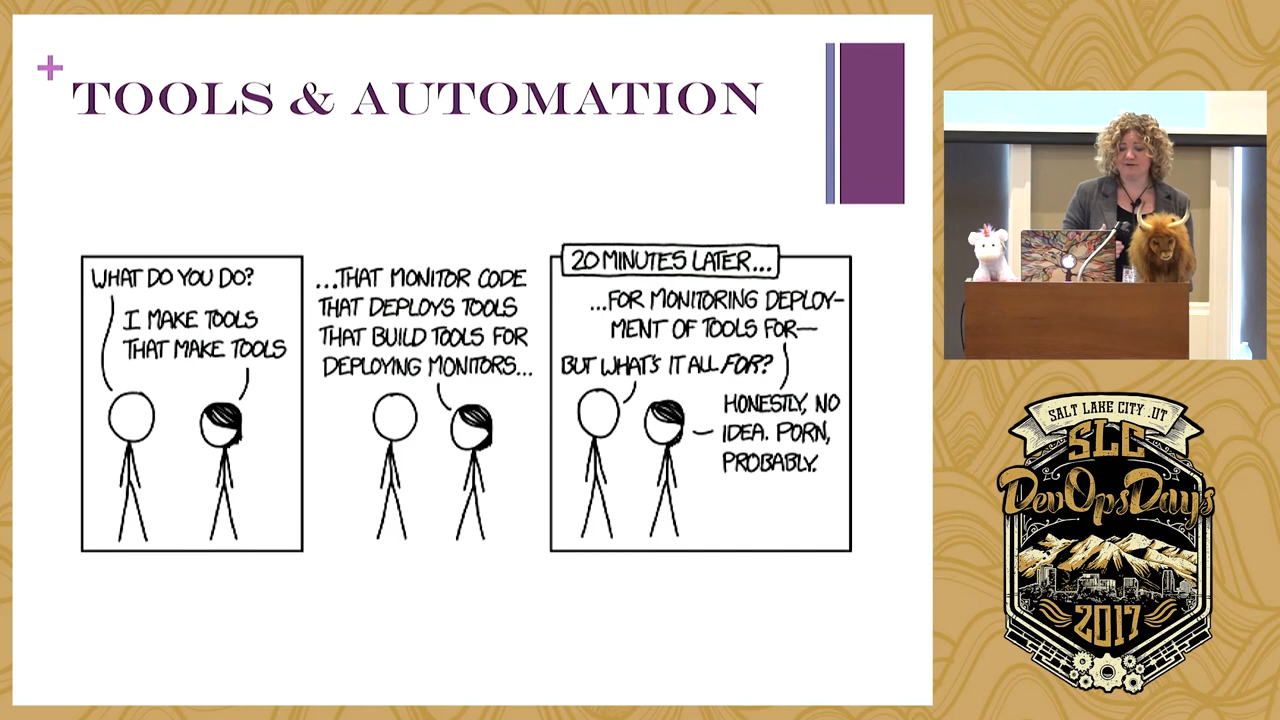 +
TOOLS & AUTOMATION
WHAT DO YOU DO?
I MAKE TOOLS
THAT MAKE TOOLS
...THAT MONITOR CODE
THAT DEPLOYS TOOLS
THAT BUILD TOOLS FOR
DEPLOYING MONITORS...
20 MINUTES LATER...
...FOR MONITORING DEPLOY-
MENT OF TOOLS FOR—
BUT WHAT'S IT ALL FOR?
HONESTLY, NO
IDEA. PORN,
PROBABLY.
SALT LAKE CITY .UT
SLC
DevOpsDays
2017